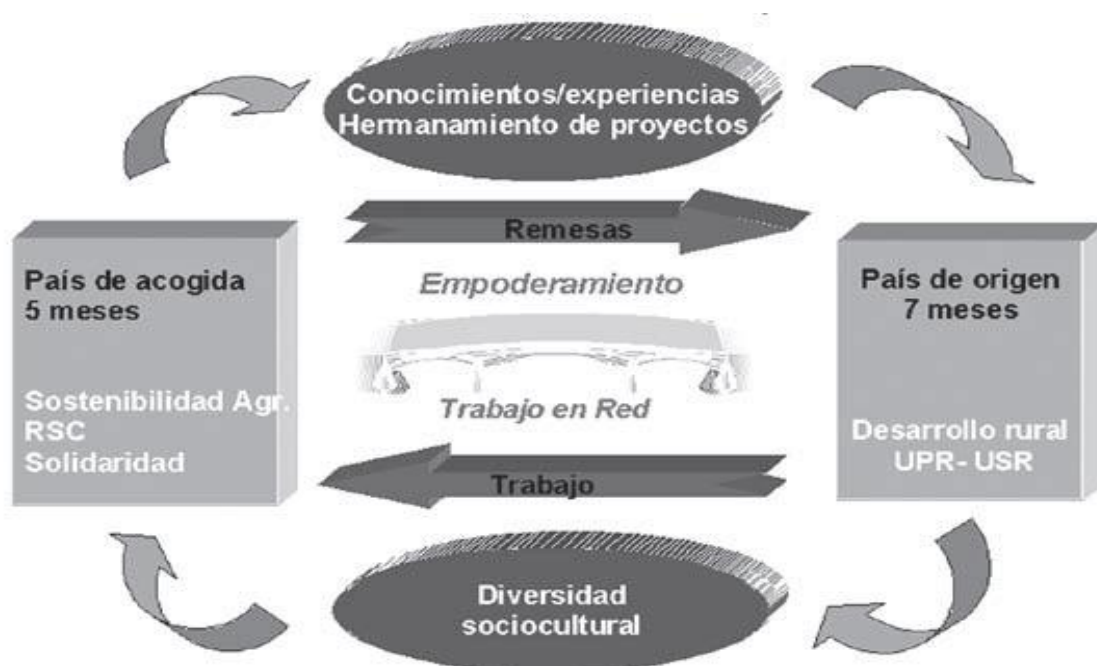 Conocimientos/experiencias
Hermanamiento de proyectos
Remesas
País de acogida
5 meses
Sostenibilidad Agr.
RSC
Solidaridad
Empoderamiento
Trabajo en Red
País de origen
7 meses
Desarrollo rural
UPR- USR
Trabajo
Diversidad
sociocultural